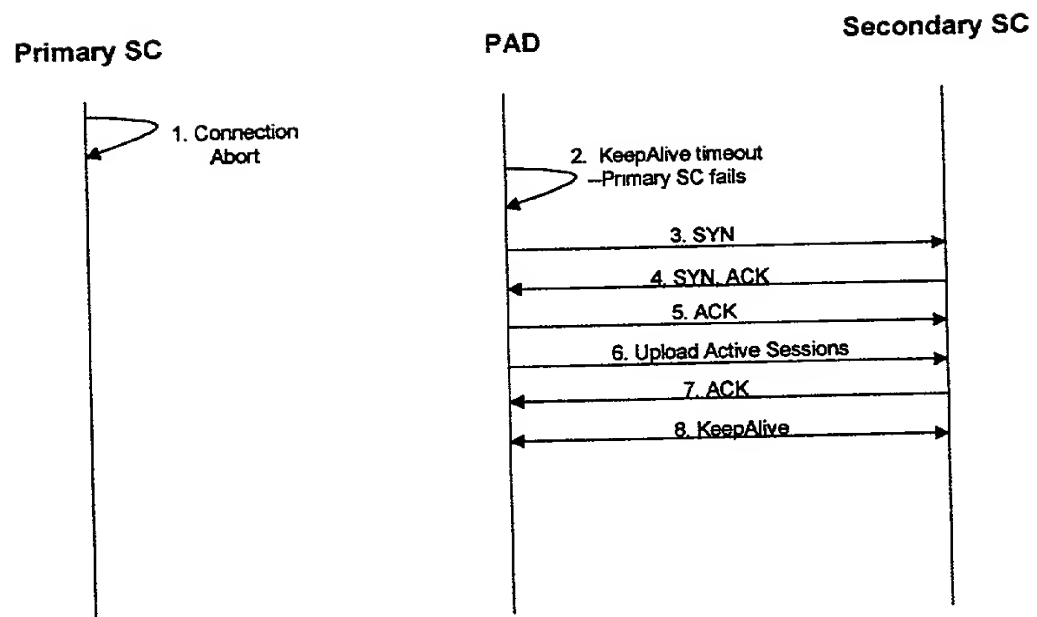 Primary SC
PAD
Secondary SC
1. Connection
Abort
2. KeepAlive timeout
--Primary SC fails
3. SYN
4. SYN, ACK
5. ACK
6. Upload Active Sessions
7. ACK
8. KeepAlive